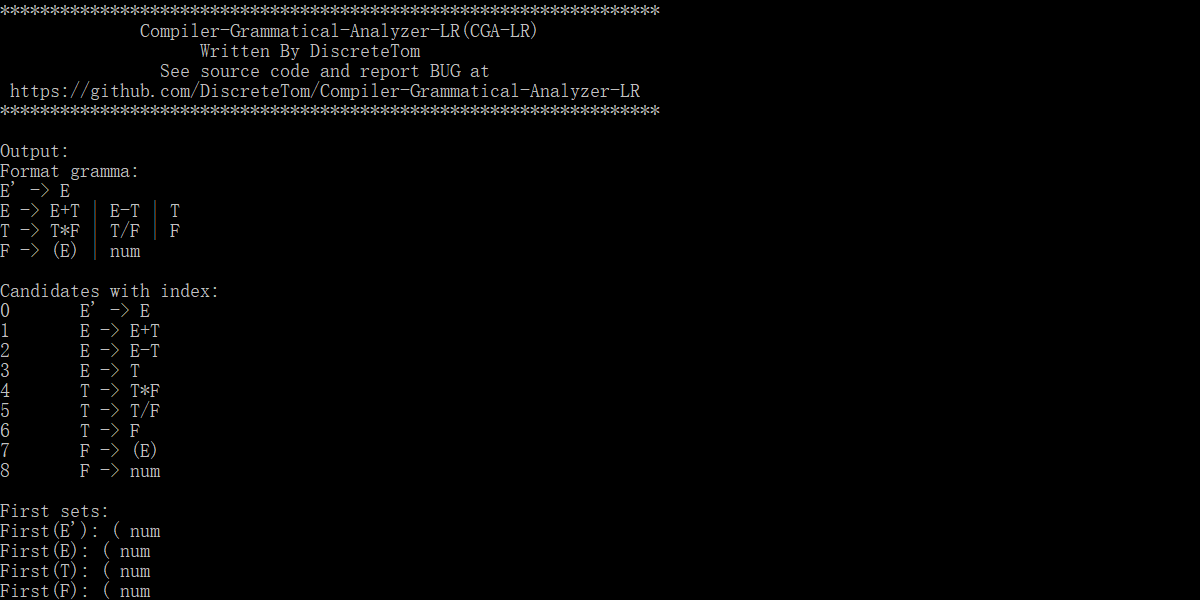 ******************************************************************
Compiler-Grammatical-Analyzer-LR(CGA-LR)
Written By DiscreteTom
See source code and report BUG at
https://github.com/DiscreteTom/Compiler-Grammatical-Analyzer-LR
******************************************************************
Output:
Format gramma:
E' -> E
E -> E+T | E-T | T
T -> T*F | T/F | F
F -> (E) | num
Candidates with index:
0 E' -> E
1 E -> E+T
2 E -> E-T
3 E -> T
4 T -> T*F
5 T -> T/F
6 T -> F
7 F -> (E)
8 F -> num
First sets:
First(E'): ( num
First(E): ( num
First(T): ( num
First(F): ( num